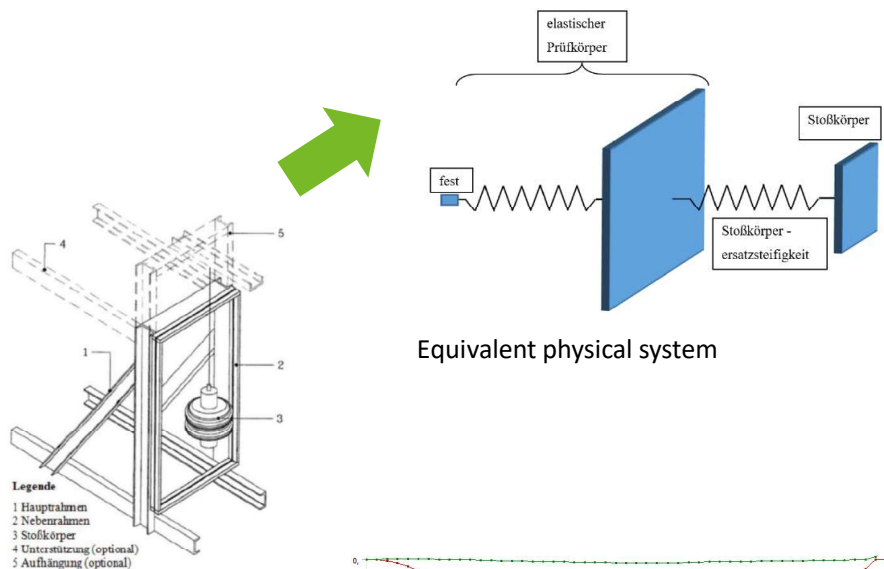 elastischer
Prüfkörper
Stoßkörper
fest
Stoßkörper -
ersatzsteifigkeit
Equivalent physical system
4
5
1
2
3
Legende
1 Hauptrahmen
2 Nebenrahmen
3 Stoßkörper
4 Unterstützung (optional)
5 Aufhängung (optional)
0,